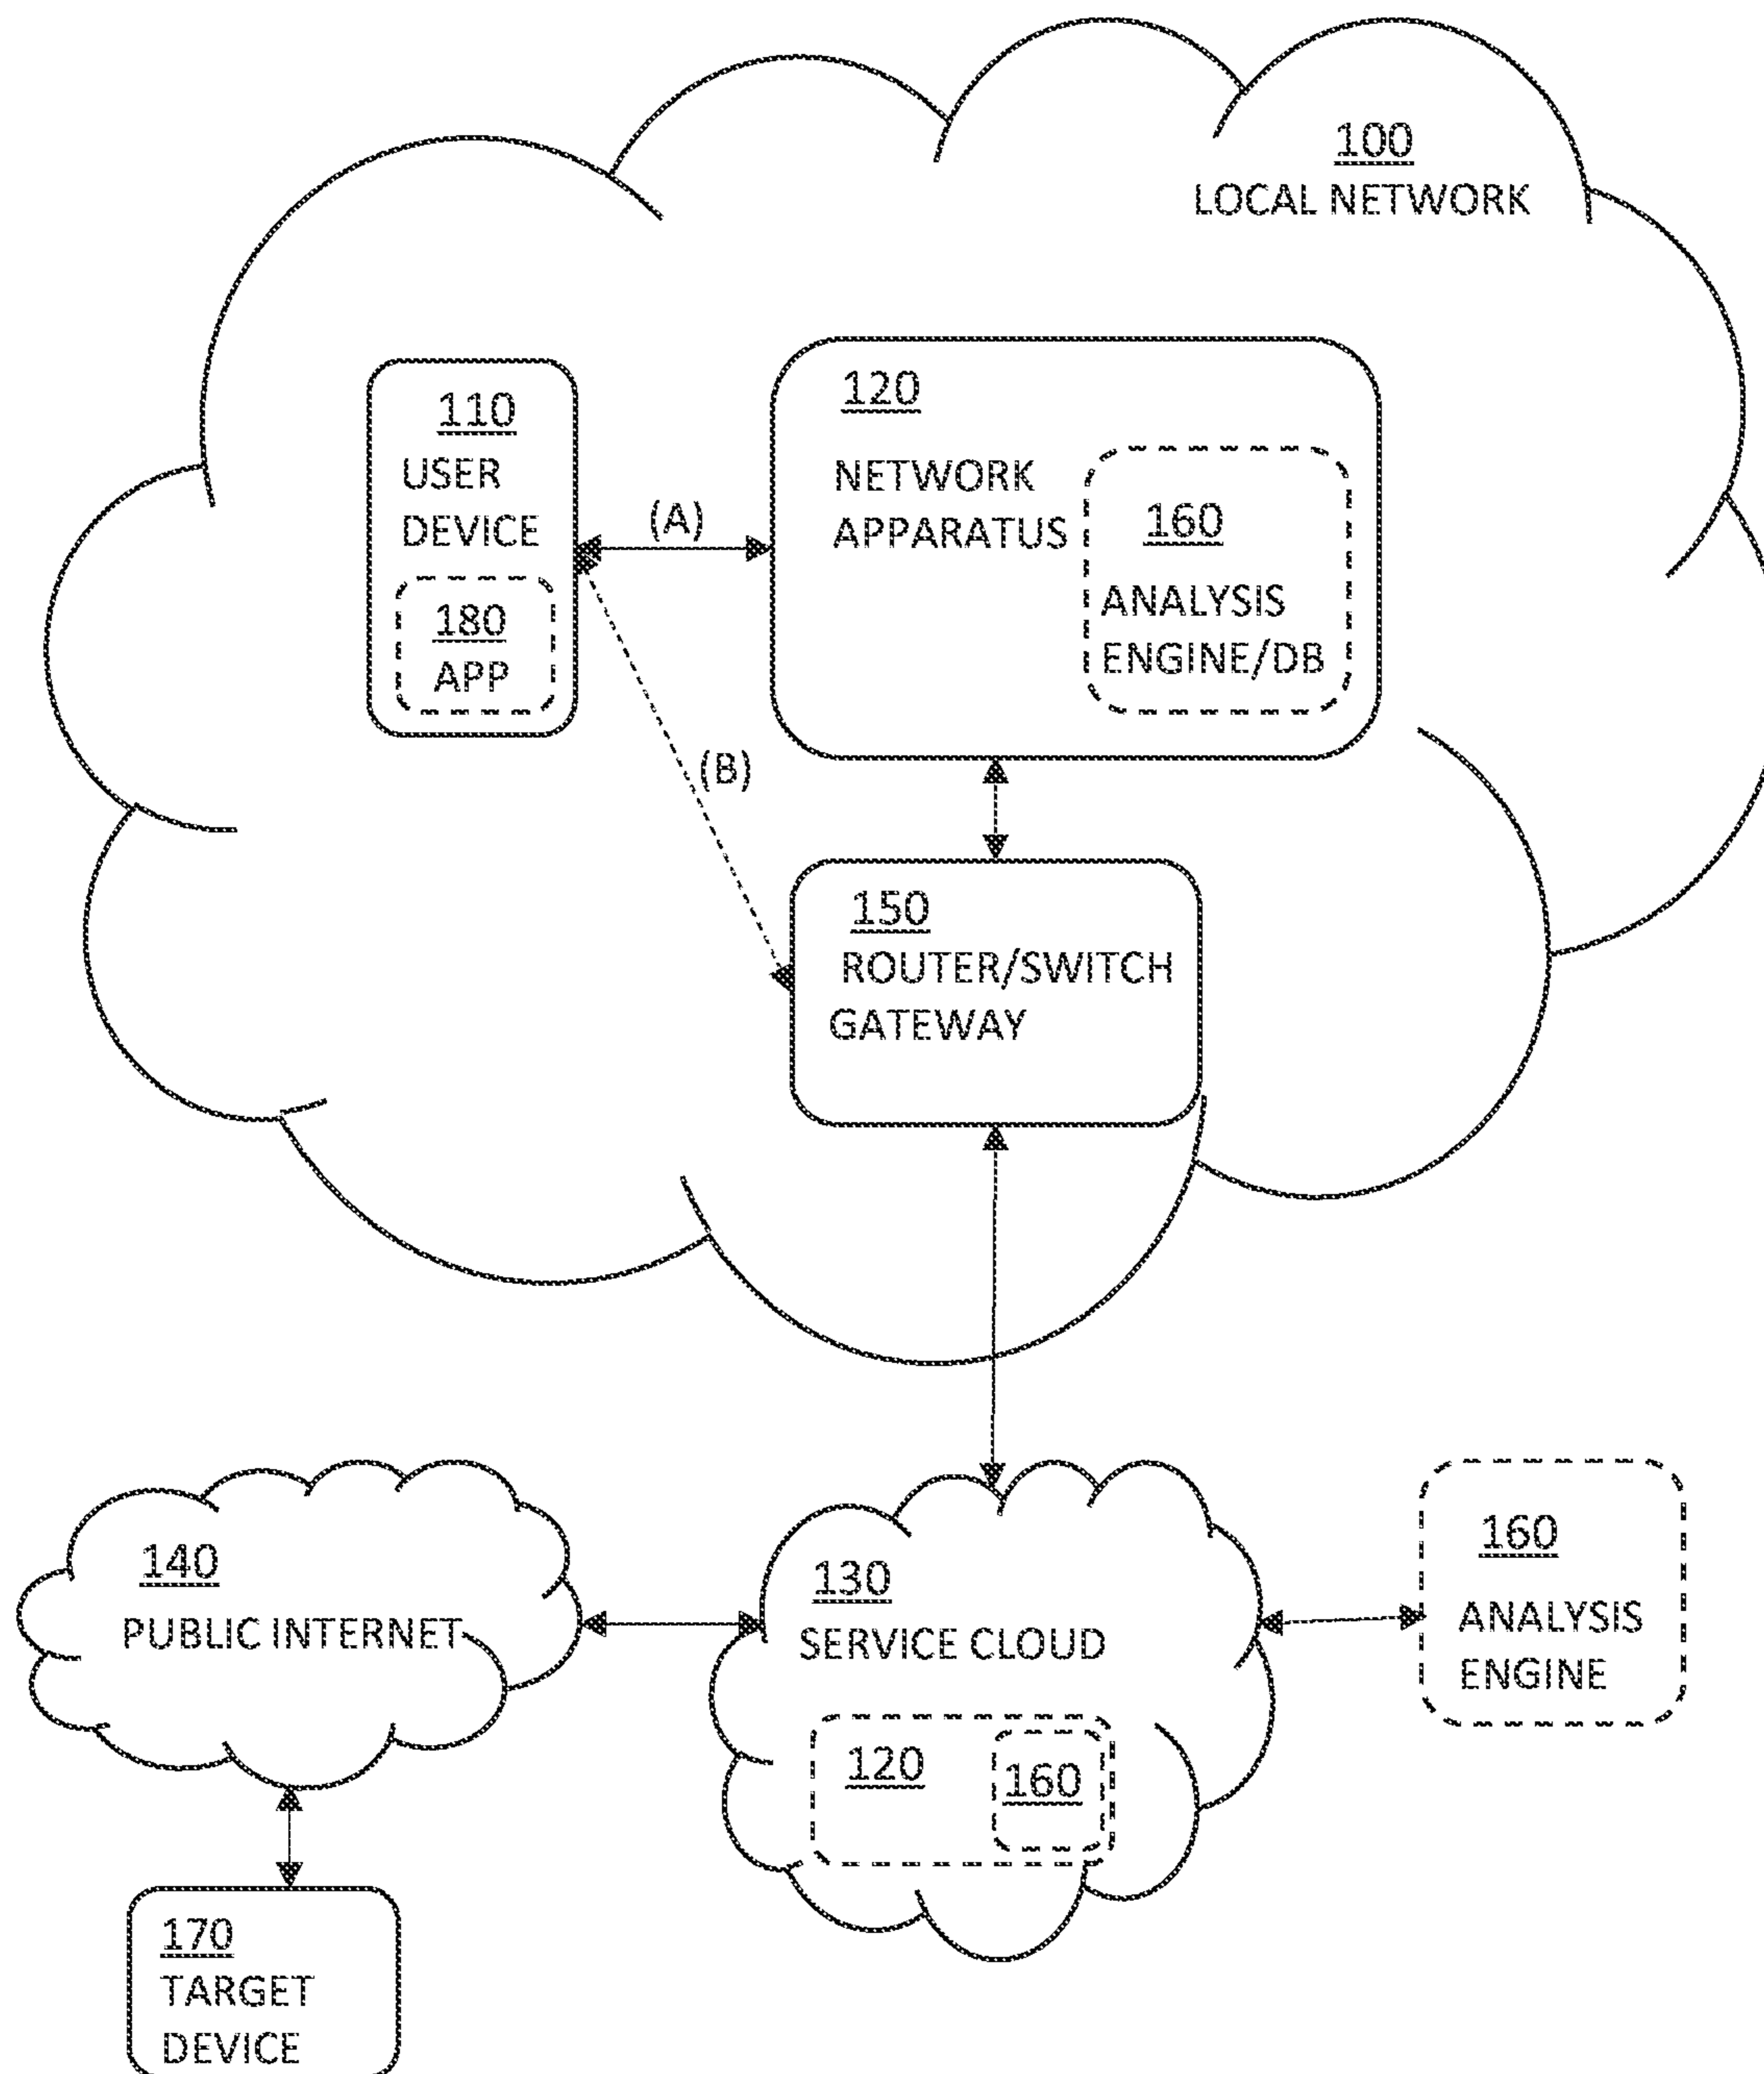 100
LOCAL NETWORK
110
USER
DEVICE
180
APP
(A)
120
NETWORK
APPARATUS
160
ANALYSIS
ENGINE/DB
(B)
150
ROUTER/SWITCH
GATEWAY
140
PUBLIC INTERNET
130
SERVICE CLOUD
120
160
160
ANALYSIS
ENGINE
170
TARGET
DEVICE